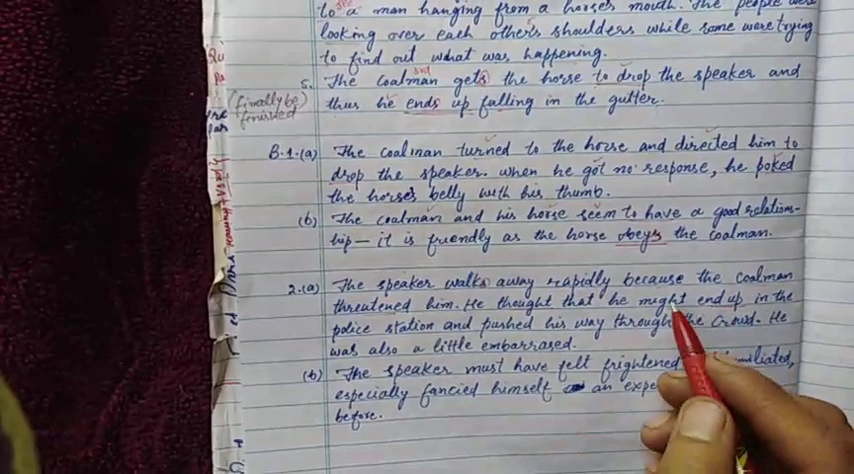 to a man hanging from a horse's mouth. The people were
looking over each other's shoulders while some were trying
to find out what was happening.
5. The Coalman gets the horse to drop the speaker and
(finally be finished) thus he ends up falling in the gutter.
B.1.(a) The Coalman turned to the horse and directed him to
drop the speaker. when he got no response, he poked
the horse's belly with his thumb.
(b) The coalman and his horse seem to have a good relations-
hip— it is friendly as the horse obeys the coalman.
2.(a) The speaker walks away rapidly because the Coalman
threatened him. He thought that he might end up in the
police station and pushed his way through the crowd. He
was also a little embarrassed.
(b) The speaker must have felt frightened
especially fancied himself an
before.